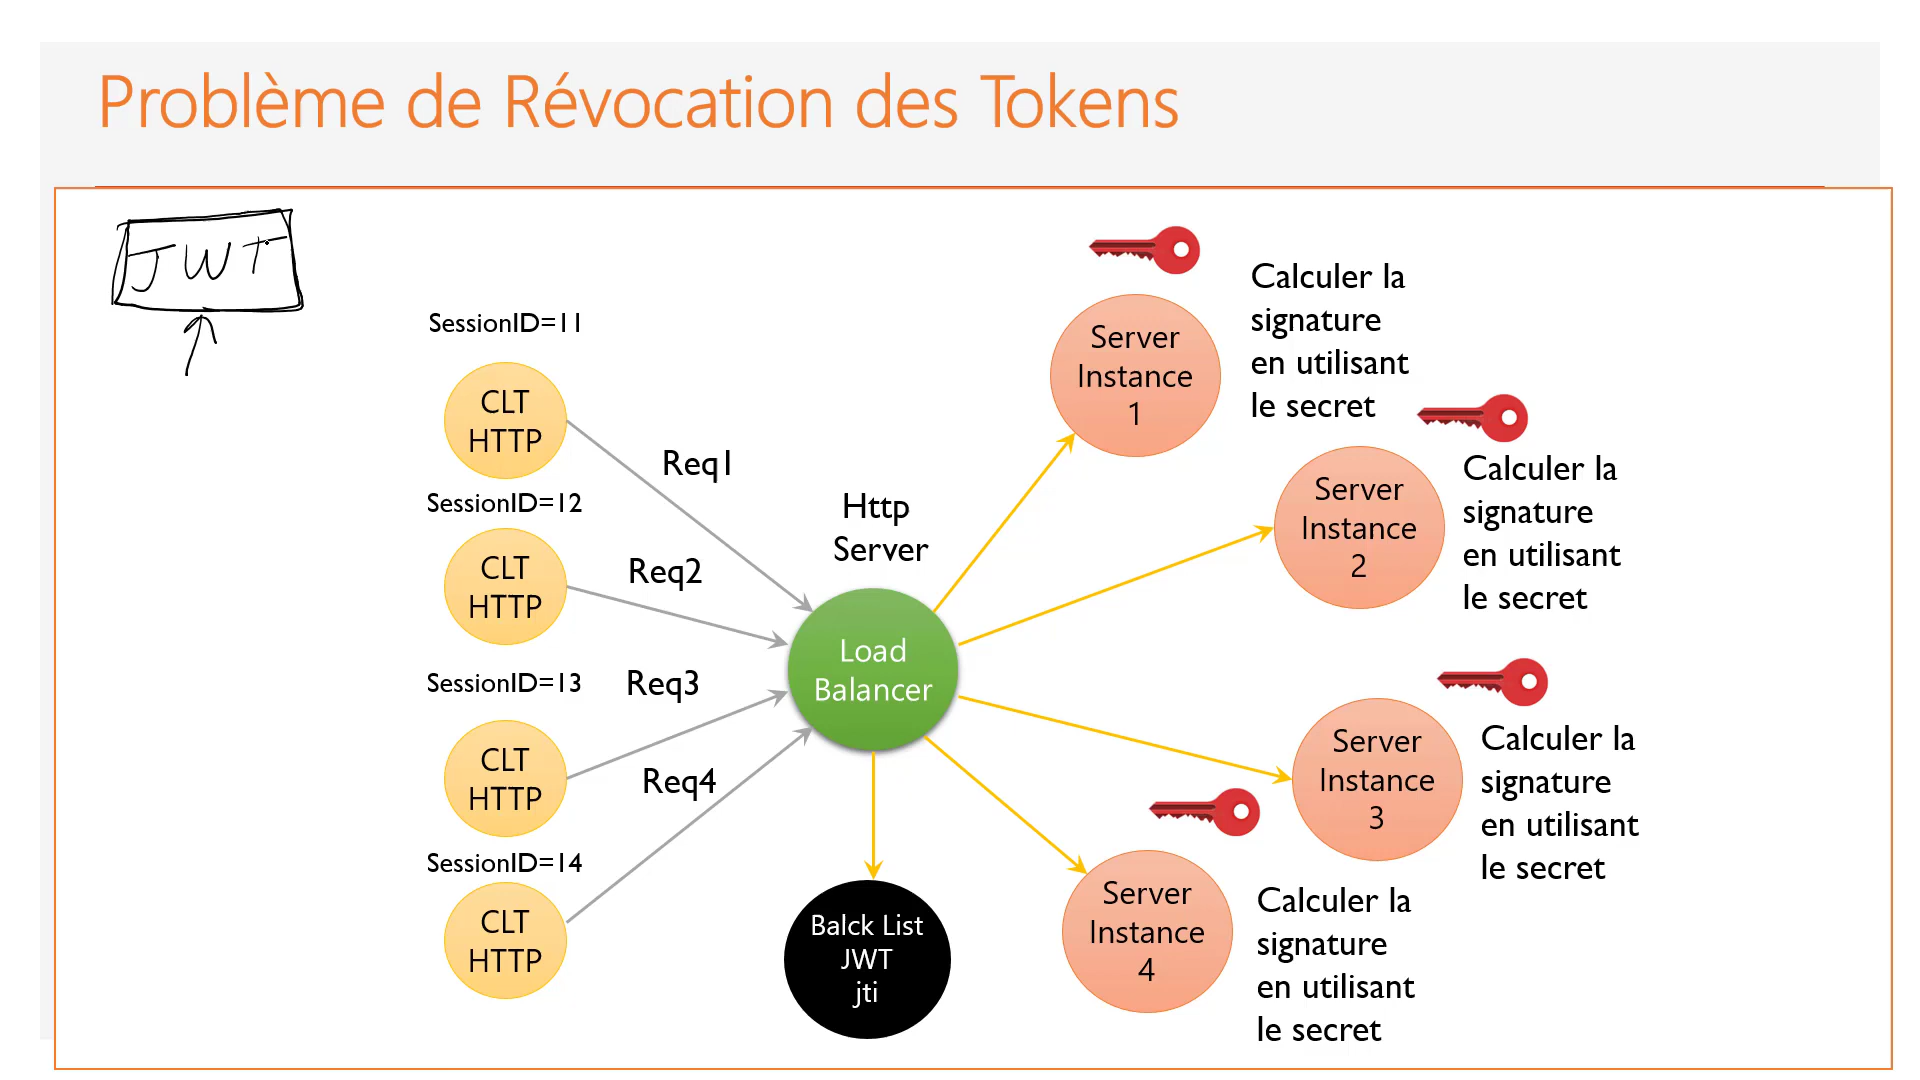 Problème de Révocation des Tokens
JWT
SessionID=11
CLT
HTTP
SessionID=12
CLT
HTTP
SessionID=13
CLT
HTTP
SessionID=14
CLT
HTTP
Req1
Req2
Req3
Req4
Http
Server
Load
Balancer
Balck List
JWT
jti
Server
Instance
1
Calculer la
signature
en utilisant
le secret
Server
Instance
2
Calculer la
signature
en utilisant
le secret
Server
Instance
3
Calculer la
signature
en utilisant
le secret
Server
Instance
4
Calculer la
signature
en utilisant
le secret